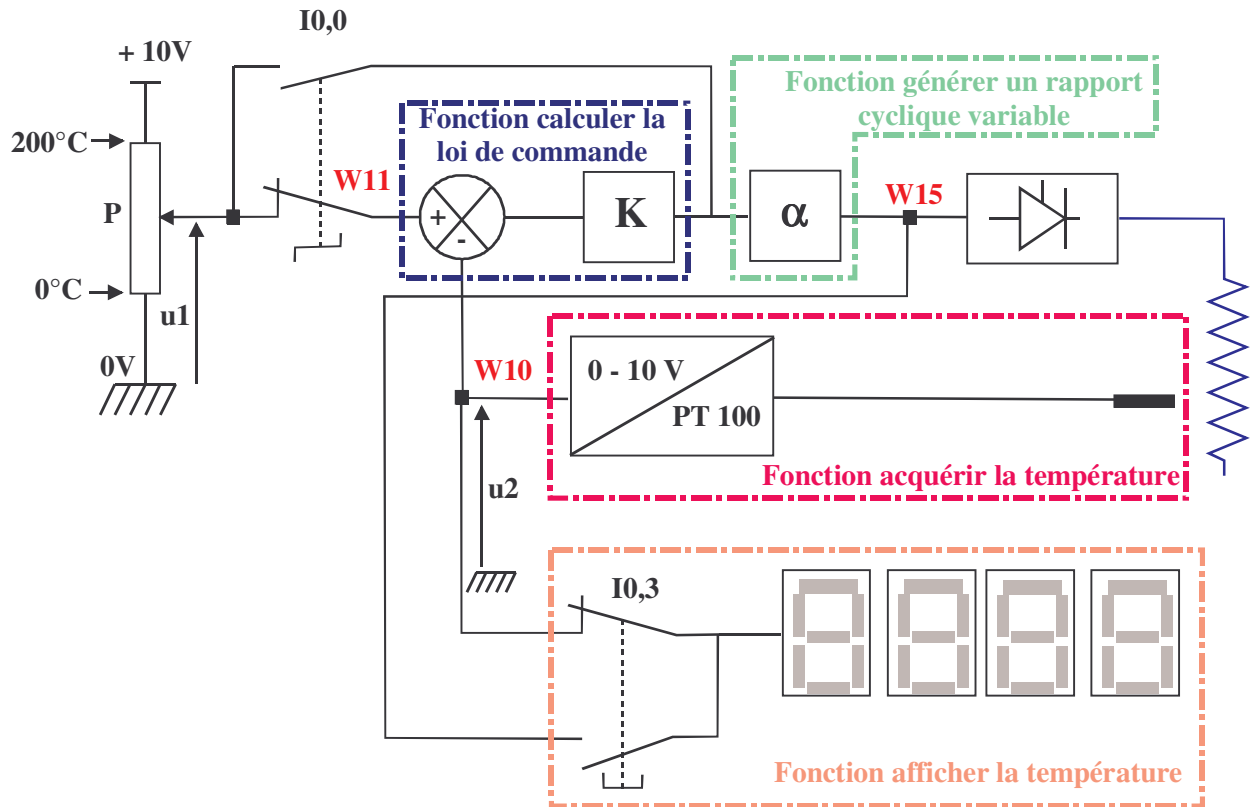 I0,0
+ 10V
Fonction générer un rapport
cyclique variable
200°C
Fonction calculer la
loi de commande
W11
W15
P
+
-
K
α
0°C
u1
0V
W10
0 - 10 V
PT 100
Fonction acquérir la température
u2
I0,3
Fonction afficher la température